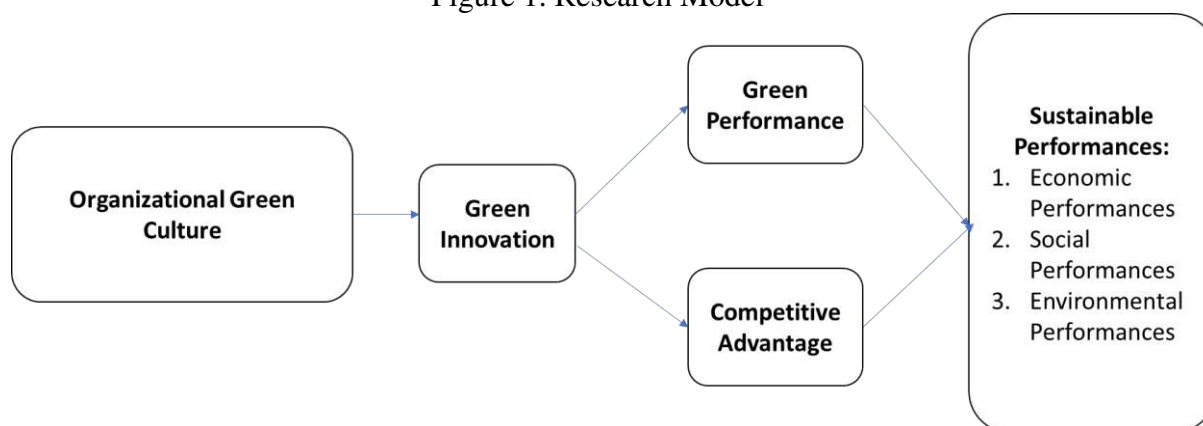 Figure 1. Research Model
Organizational Green
Culture
Green
Innovation
Green
Performance
Competitive
Advantage
Sustainable
Performances:
1. Economic
Performances
2. Social
Performances
3. Environmental
Performances